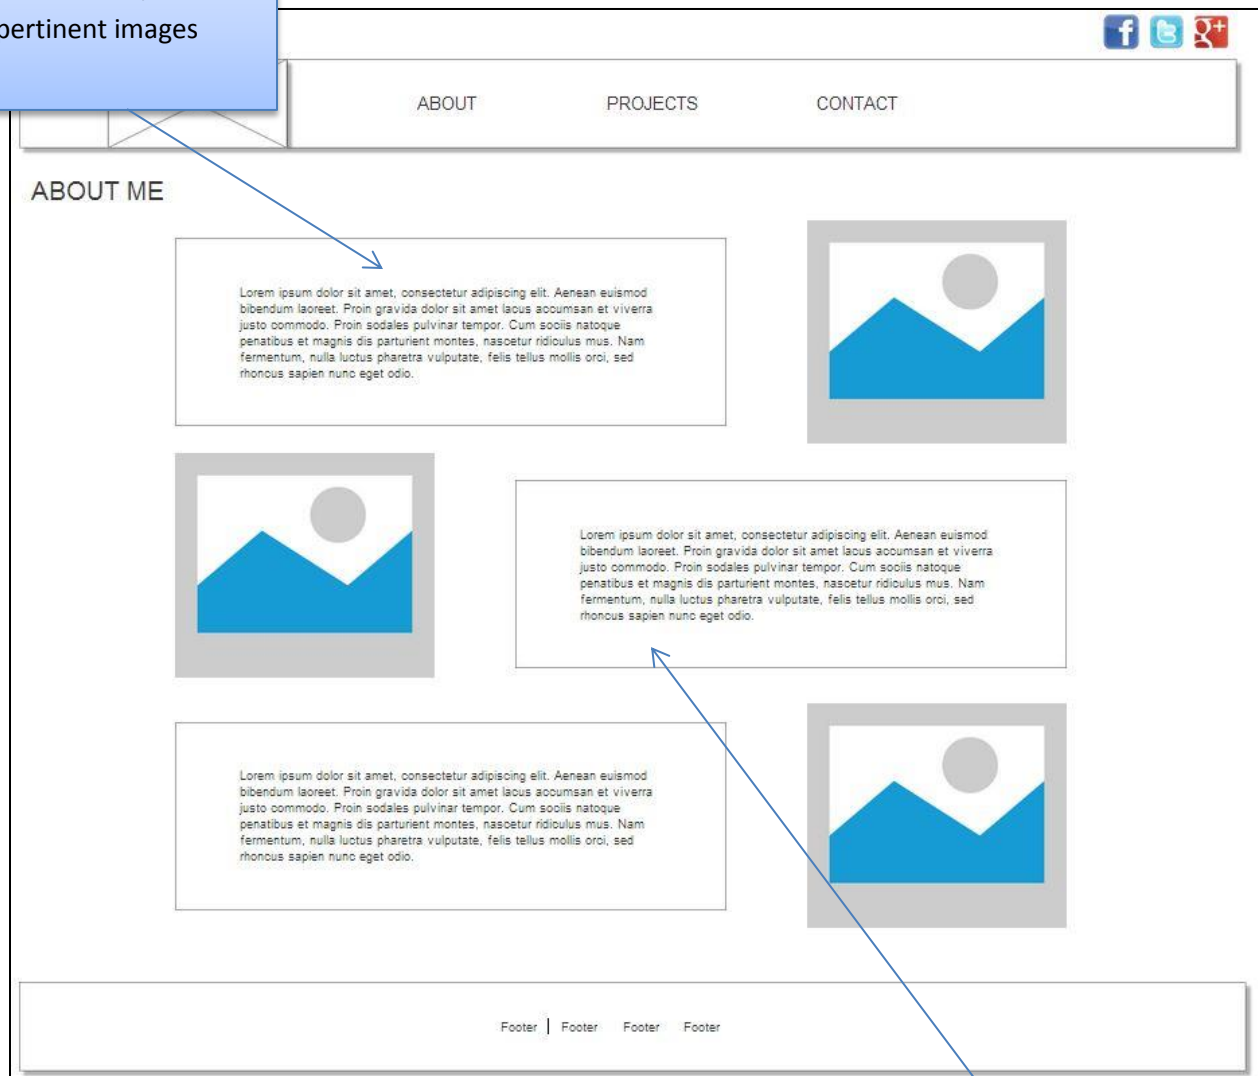 pertinent images
ABOUT PROJECTS CONTACT
ABOUT ME
Lorem ipsum dolor sit amet, consectetur adipiscing elit. Aenean euismod
bibendum laoreet. Proin gravida dolor sit amet lacus accumsan et viverra
justo commodo. Proin sodales pulvinar tempor. Cum sociis natoque
penatibus et magnis dis parturient montes, nascetur ridiculus mus. Nam
fermentum, nulla luctus pharetra vulputate, felis tellus mollis orci, sed
rhoncus sapien nunc eget odio.
Lorem ipsum dolor sit amet, consectetur adipiscing elit. Aenean euismod
bibendum laoreet. Proin gravida dolor sit amet lacus accumsan et viverra
justo commodo. Proin sodales pulvinar tempor. Cum sociis natoque
penatibus et magnis dis parturient montes, nascetur ridiculus mus. Nam
fermentum, nulla luctus pharetra vulputate, felis tellus mollis orci, sed
rhoncus sapien nunc eget odio.
Lorem ipsum dolor sit amet, consectetur adipiscing elit. Aenean euismod
bibendum laoreet. Proin gravida dolor sit amet lacus accumsan et viverra
justo commodo. Proin sodales pulvinar tempor. Cum sociis natoque
penatibus et magnis dis parturient montes, nascetur ridiculus mus. Nam
fermentum, nulla luctus pharetra vulputate, felis tellus mollis orci, sed
rhoncus sapien nunc eget odio.
Footer | Footer Footer Footer